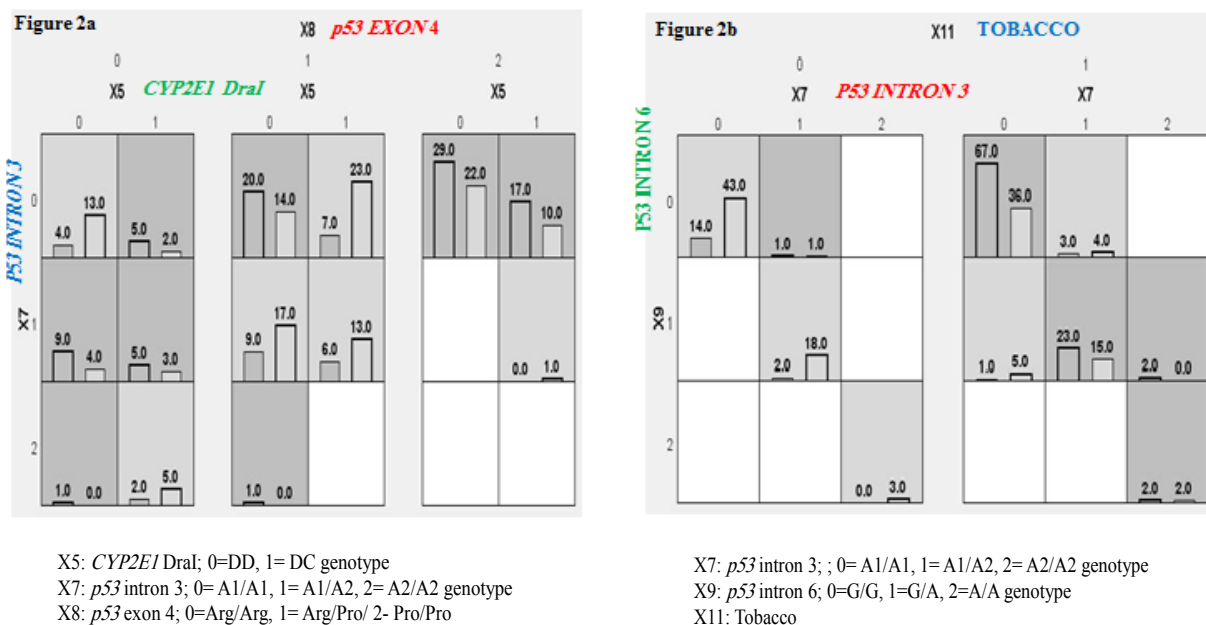 Figure 2a
X8 p53 EXON 4
0 1 2
X5 CYP2E1 DraI X5 X5
0 1 0 1 0 1
P53 INTRON 3
X7
0
4.0 13.0 5.0 2.0 20.0 14.0 7.0 23.0 29.0 22.0 17.0 10.0
1
9.0 4.0 5.0 3.0 9.0 17.0 6.0 13.0 0.0 1.0
2
1.0 0.0 2.0 5.0 1.0 0.0
X5: CYP2E1 DraI; 0=DD, 1= DC genotype
X7: p53 intron 3; 0= A1/A1, 1= A1/A2, 2= A2/A2 genotype
X8: p53 exon 4; 0=Arg/Arg, 1= Arg/Pro/ 2- Pro/Pro
Figure 2b
X11 TOBACCO
0 1
X7 P53 INTRON 3 X7
0 1 2 0 1 2
P53 INTRON 6
X9
0
14.0 43.0 1.0 1.0 67.0 36.0 3.0 4.0
1
2.0 18.0 1.0 5.0 23.0 15.0 2.0 0.0
2
0.0 3.0 2.0 2.0
X7: p53 intron 3; ; 0= A1/A1, 1= A1/A2, 2= A2/A2 genotype
X9: p53 intron 6; 0=G/G, 1=G/A, 2=A/A genotype
X11: Tobacco